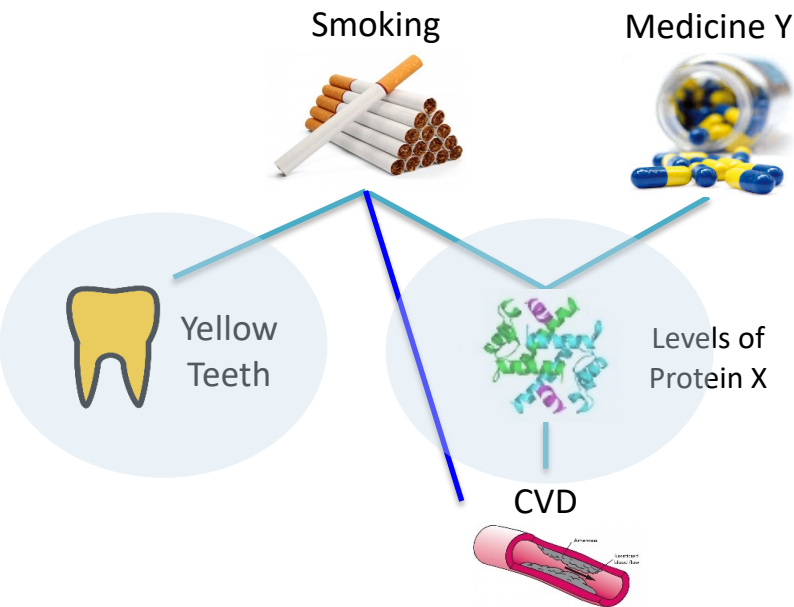 Smoking
Medicine Y
Yellow
Teeth
Levels of
Protein X
CVD